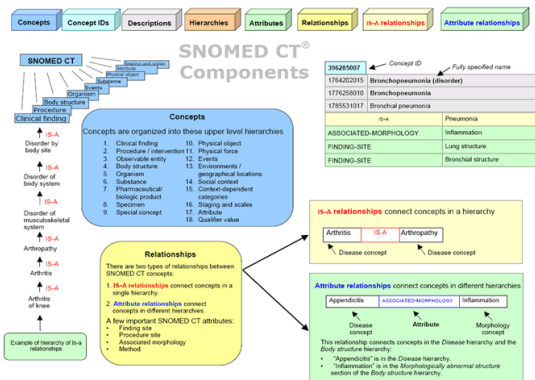 Concepts
Concept IDs
Descriptions
Hierarchies
Attributes
Relationships
IS-A relationships
Attribute relationships
SNOMED CT®
Components
SNOMED CT
Staging and scales
Attribute
Physical object
Substance
Events
Organism
Body structure
Procedure
Clinical finding
IS-A
Disorder by
body site
IS-A
Disorder of
body system
IS-A
Disorder of
musculoskeletal
system
IS-A
Arthropathy
IS-A
Arthritis
IS-A
Arthritis
of knee
Example of hierarchy of Is-a
relationships
Concepts
Concepts are organized into these upper level hierarchies
1. Clinical finding
2. Procedure / intervention
3. Observable entity
4. Body structure
5. Organism
6. Substance
7. Pharmaceutical/
biologic product
8. Specimen
9. Special concept
10. Physical object
11. Physical force
12. Events
13. Environments /
geographical locations
14. Social context
15. Context-dependent
categories
16. Staging and scales
17. Attribute
18. Qualifier value
Relationships
There are two types of relationships between
SNOMED CT concepts:
1. IS-A relationships connect concepts in a
single hierarchy.
2. Attribute relationships connect
concepts in different hierarchies.
A few important SNOMED CT attributes:
• Finding site
• Procedure site
• Associated morphology
• Method
Concept ID
Fully specified name
396285007
1764202015 Bronchopneumonia (disorder)
1776258010 Bronchopneumonia
1785531017 Bronchial pneumonia
IS-A Pneumonia
ASSOCIATED-MORPHOLOGY Inflammation
FINDING-SITE Lung structure
FINDING-SITE Bronchial structure
IS-A relationships connect concepts in a hierarchy
Arthritis IS-A Arthropathy
Disease concept Disease concept
Attribute relationships connect concepts in different hierarchies
Appendicitis ASSOCIATED-MORPHOLOGY Inflammation
Disease
concept
Attribute
Morphology
concept
This relationship connects concepts in the Disease hierarchy and the
Body structure hierarchy:
• "Appendicitis" is in the Disease hierarchy.
• "Inflammation" is in the Morphologically abnormal structure
section of the Body structure hierarchy.